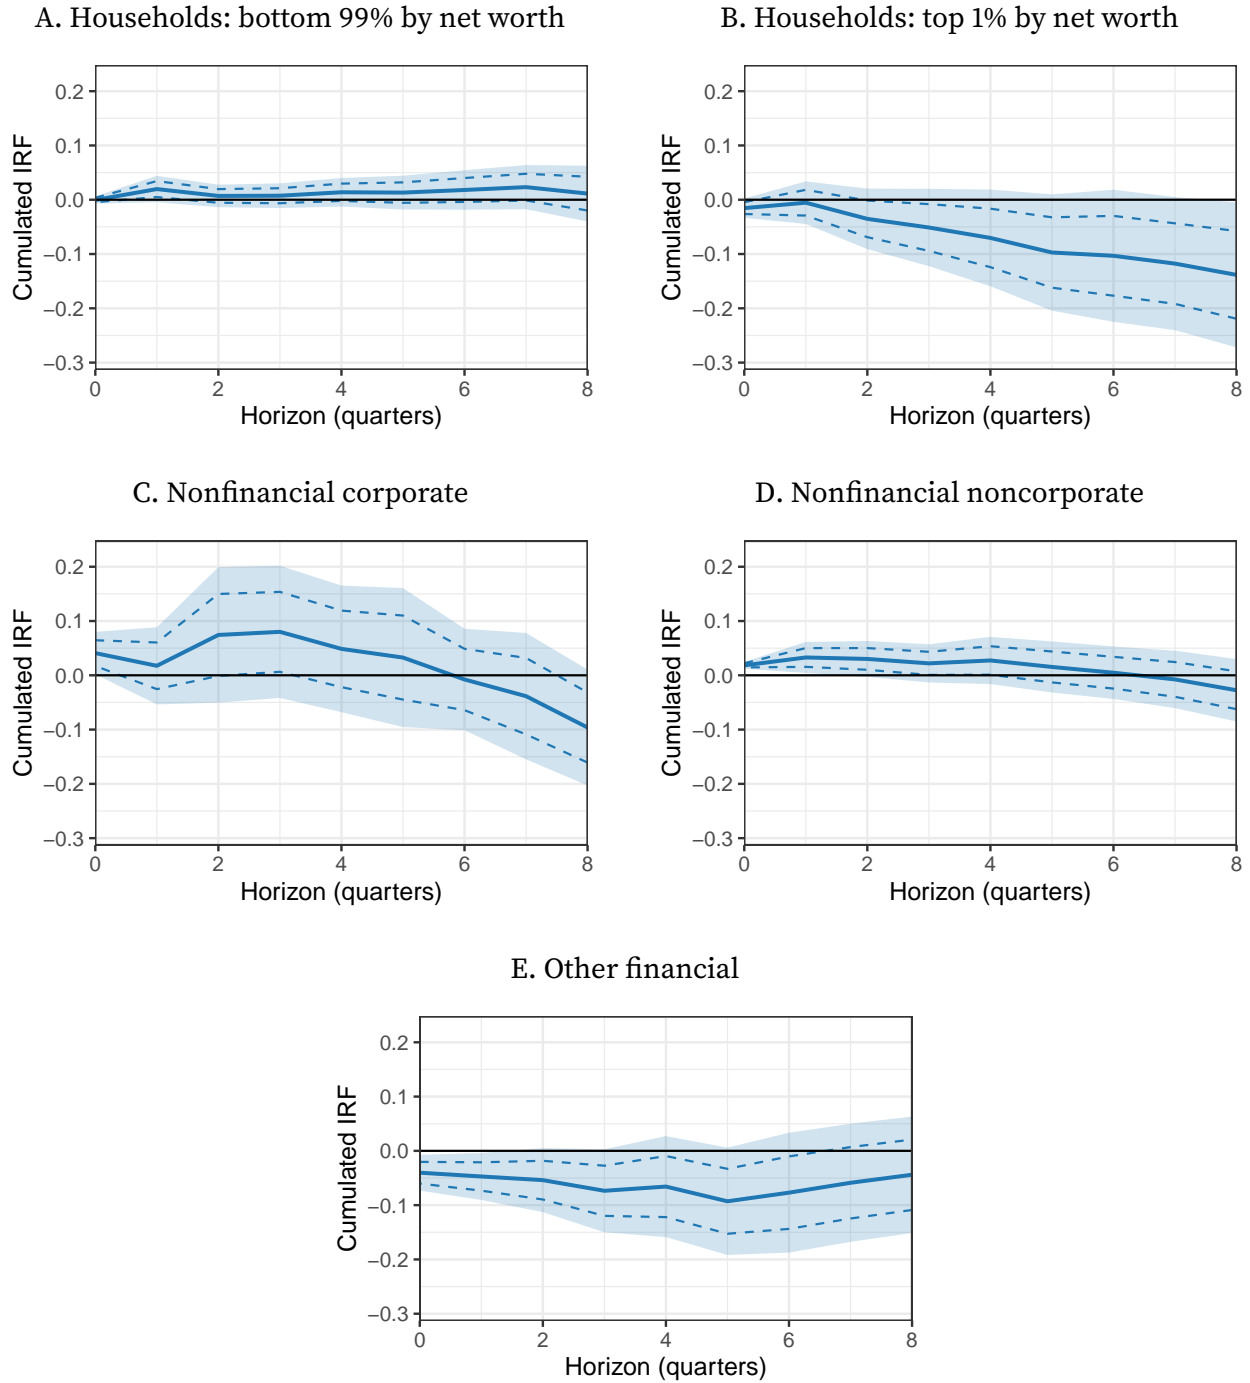 A. Households: bottom 99% by net worth
Cumulated IRF
0.2
0.1
0.0
−0.1
−0.2
−0.3
0 2 4 6 8
Horizon (quarters)
B. Households: top 1% by net worth
Cumulated IRF
0.2
0.1
0.0
−0.1
−0.2
−0.3
0 2 4 6 8
Horizon (quarters)
C. Nonfinancial corporate
Cumulated IRF
0.2
0.1
0.0
−0.1
−0.2
−0.3
0 2 4 6 8
Horizon (quarters)
D. Nonfinancial noncorporate
Cumulated IRF
0.2
0.1
0.0
−0.1
−0.2
−0.3
0 2 4 6 8
Horizon (quarters)
E. Other financial
Cumulated IRF
0.2
0.1
0.0
−0.1
−0.2
−0.3
0 2 4 6 8
Horizon (quarters)